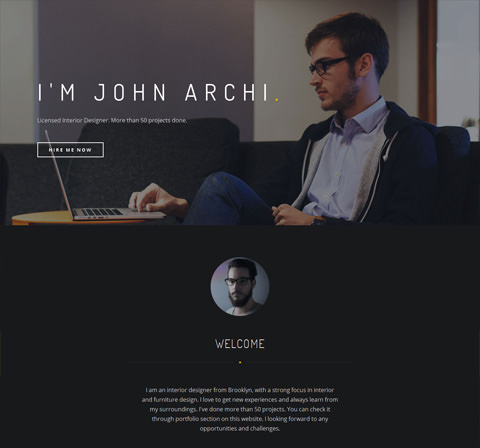 I'M JOHN ARCHI.
Licensed Interior Designer. More than 50 projects done.
HIRE ME NOW
WELCOME
I am an interior designer from Brooklyn, with a strong focus in interior
and furniture design. I love to get new experiences and always learn from
my surroundings. I've done more than 50 projects. You can check it
through portfolio section on this website. I looking forward to any
opportunities and challenges.